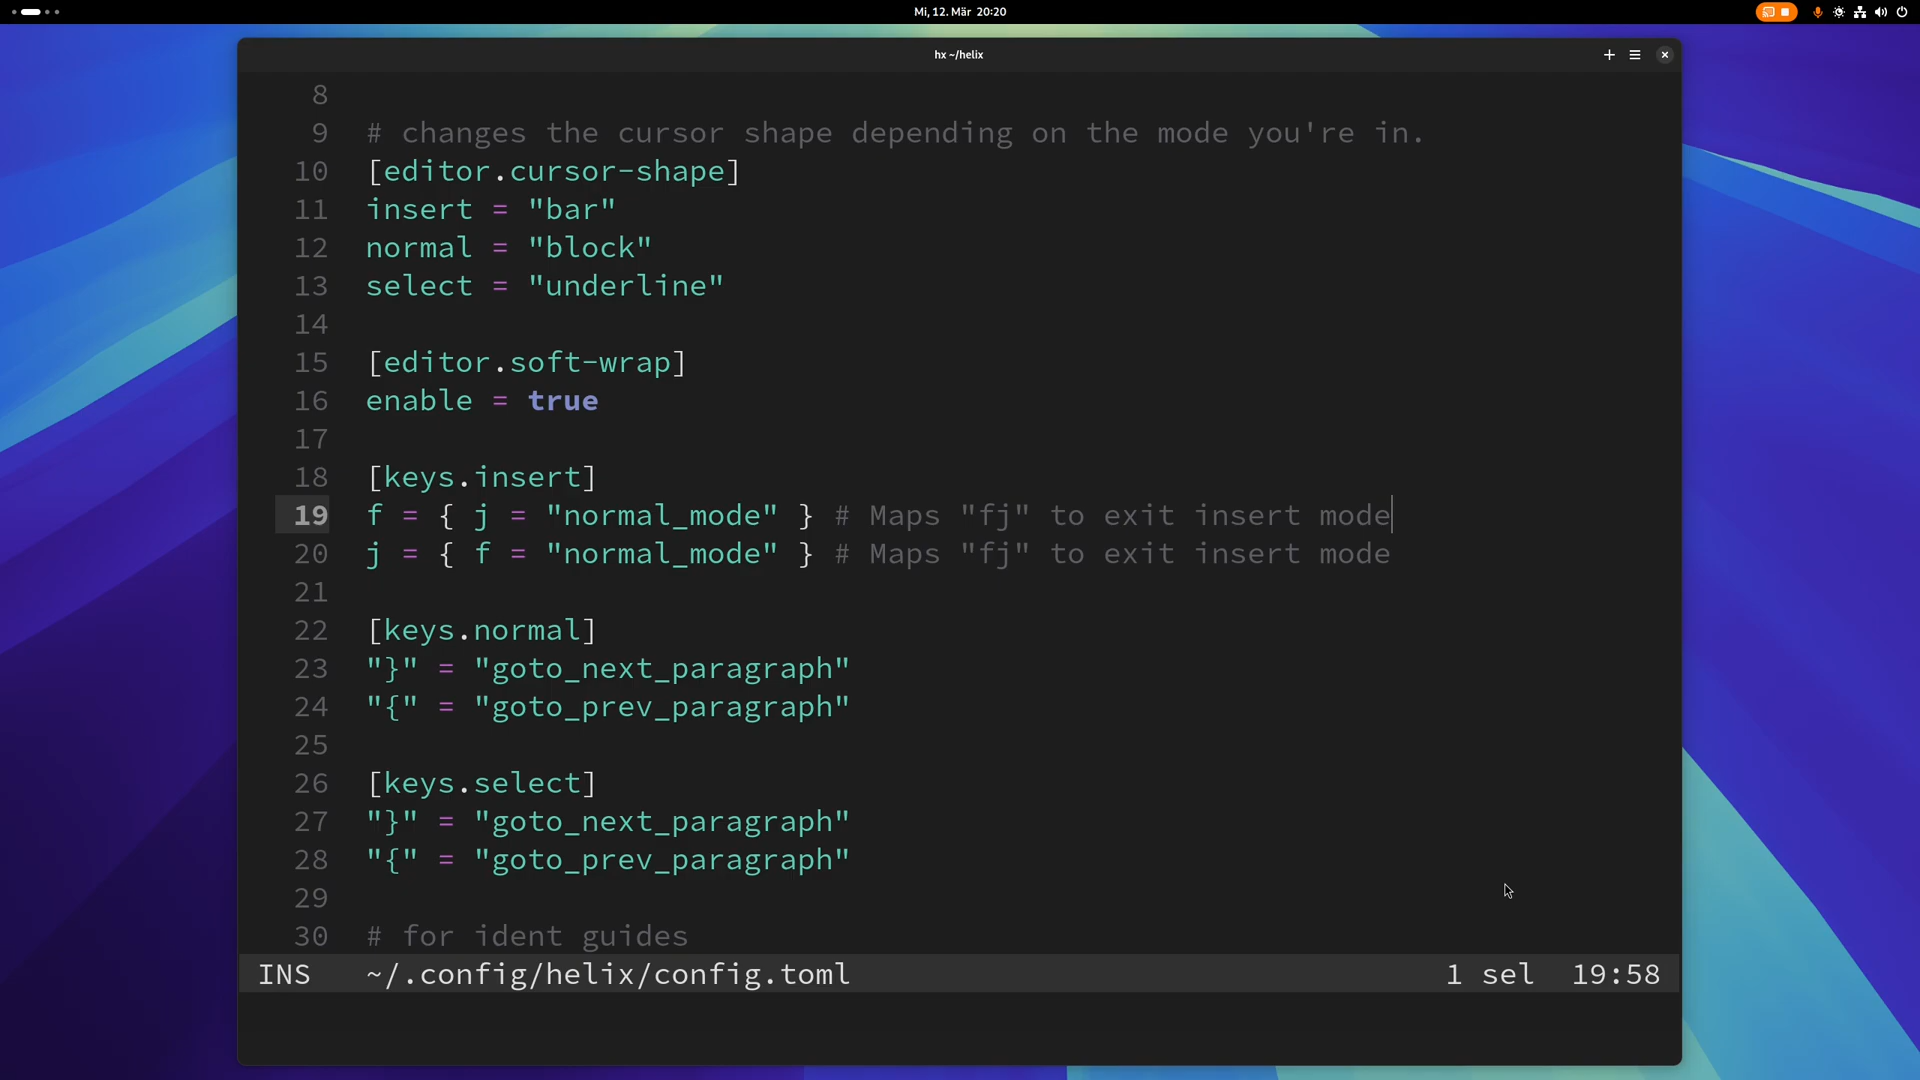 Mi, 12. Mär 20:20
hx ~/helix
8
9 # changes the cursor shape depending on the mode you're in.
10 [editor.cursor-shape]
11 insert = "bar"
12 normal = "block"
13 select = "underline"
14
15 [editor.soft-wrap]
16 enable = true
17
18 [keys.insert]
19 f = { j = "normal_mode" } # Maps "fj" to exit insert mode
20 j = { f = "normal_mode" } # Maps "fj" to exit insert mode
21
22 [keys.normal]
23 "}" = "goto_next_paragraph"
24 "{" = "goto_prev_paragraph"
25
26 [keys.select]
27 "}" = "goto_next_paragraph"
28 "{" = "goto_prev_paragraph"
29
30 # for ident guides
INS ~/.config/helix/config.toml 1 sel 19:58